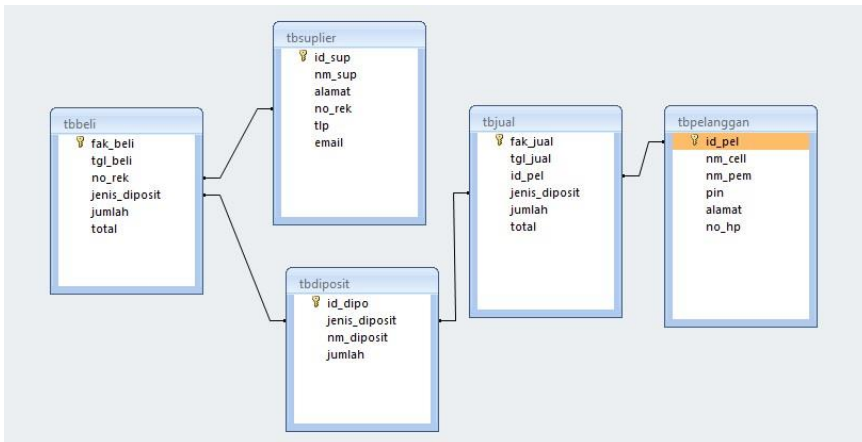 tbbeli
fak_beli
tgl_beli
no_rek
jenis_diposit
jumlah
total
tbsuplier
id_sup
nm_sup
alamat
no_rek
tlp
email
tbdiposit
id_dipo
jenis_diposit
nm_diposit
jumlah
tbjual
fak_jual
tgl_jual
id_pel
jenis_diposit
jumlah
total
tbpelanggan
id_pel
nm_cell
nm_pem
pin
alamat
no_hp